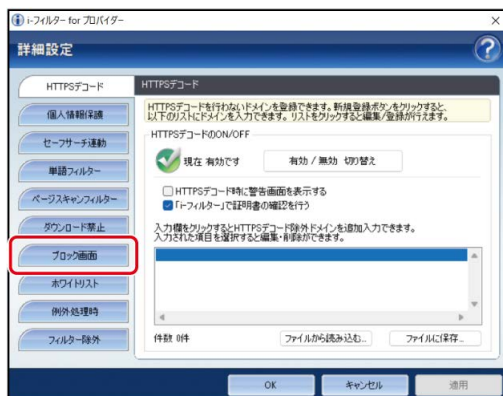 i-フィルター for プロバイダー
詳細設定
HTTPSデコード
個人情報保護
セーフサーチ連動
単語フィルター
ページスキャンフィルター
ダウンロード禁止
ブロック画面
ホワイトリスト
例外処理時
フィルター除外
HTTPSデコード
HTTPSデコードを行わないドメインを登録できます。新規登録ボタンをクリックすると、
以下のリストにドメインを入力できます。リストをクリックすると編集/登録が行えます。
HTTPSデコードのON/OFF
現在 有効です
有効 / 無効 切り替え
HTTPSデコード時に警告画面を表示する
「i-フィルター」で証明書の確認を行う
入力欄をクリックするとHTTPSデコード除外ドメインを追加入力できます。
入力された項目を選択すると編集・削除ができます。
件数 0件
ファイルから読み込む...
ファイルに保存...
OK
キャンセル
適用